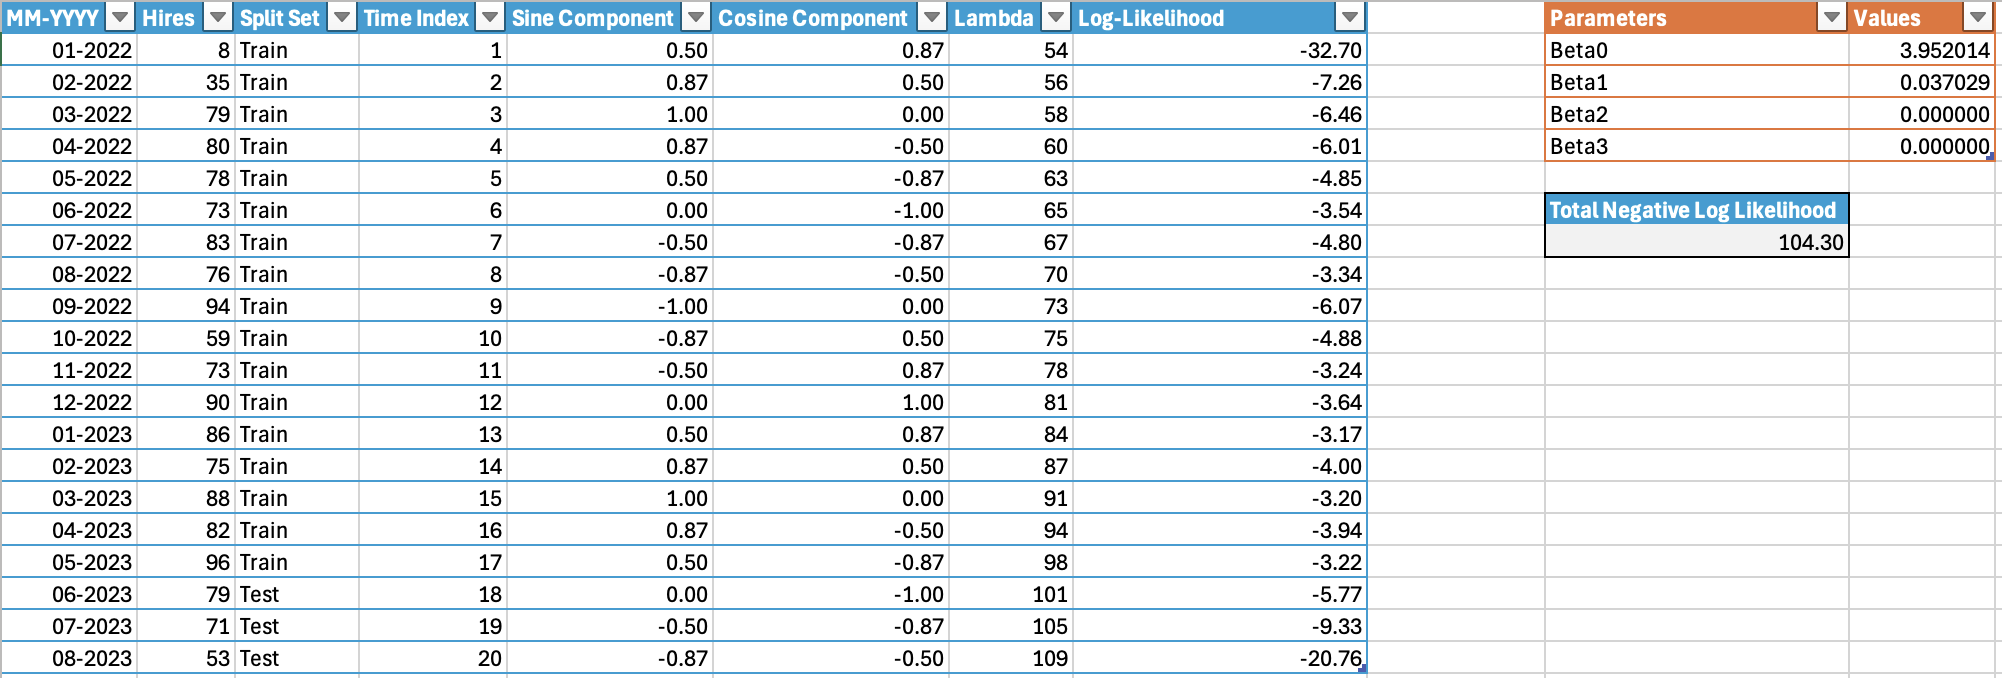 MM-YYYY Hires Split Set Time Index Sine Component Cosine Component Lambda Log-Likelihood Parameters Values
01-2022 8 Train 1 0.50 0.87 54 -32.70 Beta0 3.952014
02-2022 35 Train 2 0.87 0.50 56 -7.26 Beta1 0.037029
03-2022 79 Train 3 1.00 0.00 58 -6.46 Beta2 0.000000
04-2022 80 Train 4 0.87 -0.50 60 -6.01 Beta3 0.000000
05-2022 78 Train 5 0.50 -0.87 63 -4.85
06-2022 73 Train 6 0.00 -1.00 65 -3.54 Total Negative Log Likelihood
07-2022 83 Train 7 -0.50 -0.87 67 -4.80 104.30
08-2022 76 Train 8 -0.87 -0.50 70 -3.34
09-2022 94 Train 9 -1.00 0.00 73 -6.07
10-2022 59 Train 10 -0.87 0.50 75 -4.88
11-2022 73 Train 11 -0.50 0.87 78 -3.24
12-2022 90 Train 12 0.00 1.00 81 -3.64
01-2023 86 Train 13 0.50 0.87 84 -3.17
02-2023 75 Train 14 0.87 0.50 87 -4.00
03-2023 88 Train 15 1.00 0.00 91 -3.20
04-2023 82 Train 16 0.87 -0.50 94 -3.94
05-2023 96 Train 17 0.50 -0.87 98 -3.22
06-2023 79 Test 18 0.00 -1.00 101 -5.77
07-2023 71 Test 19 -0.50 -0.87 105 -9.33
08-2023 53 Test 20 -0.87 -0.50 109 -20.76